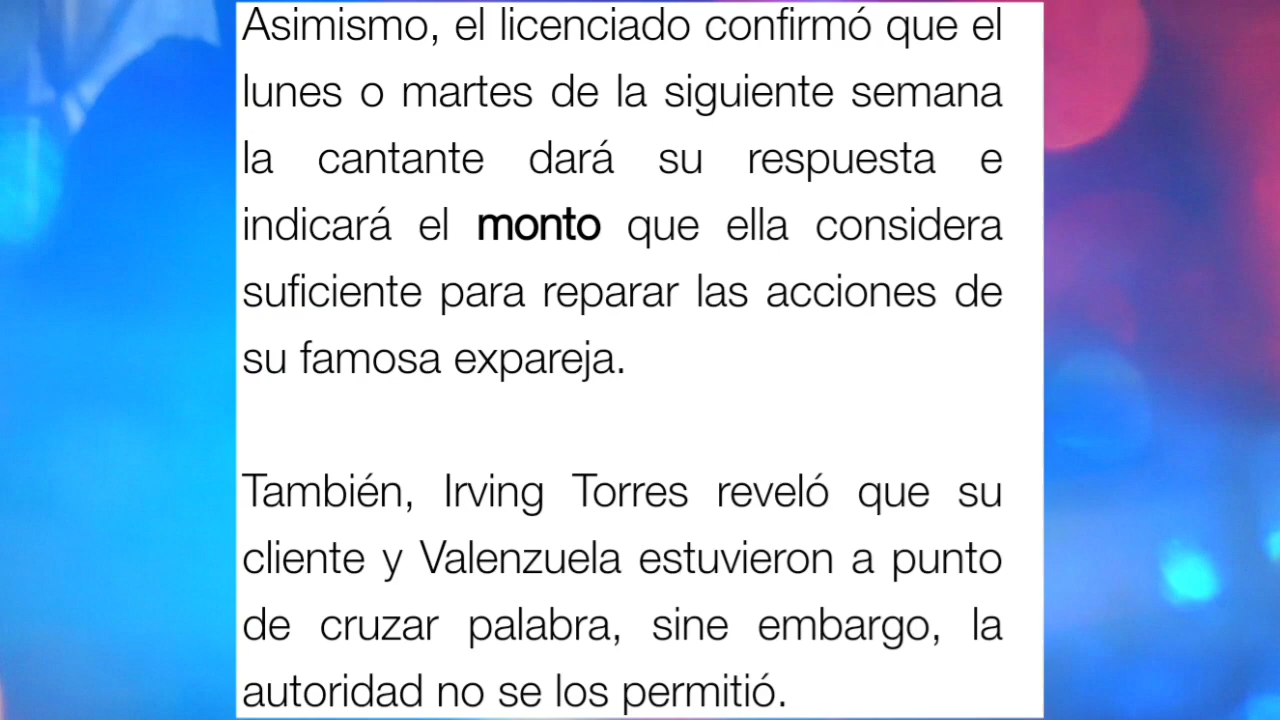 Asimismo, el licenciado confirmó que el
lunes o martes de la siguiente semana
la cantante dará su respuesta e
indicará el monto que ella considera
suficiente para reparar las acciones de
su famosa expareja.
También, Irving Torres reveló que su
cliente y Valenzuela estuvieron a punto
de cruzar palabra, sine embargo, la
autoridad no se los permitió.